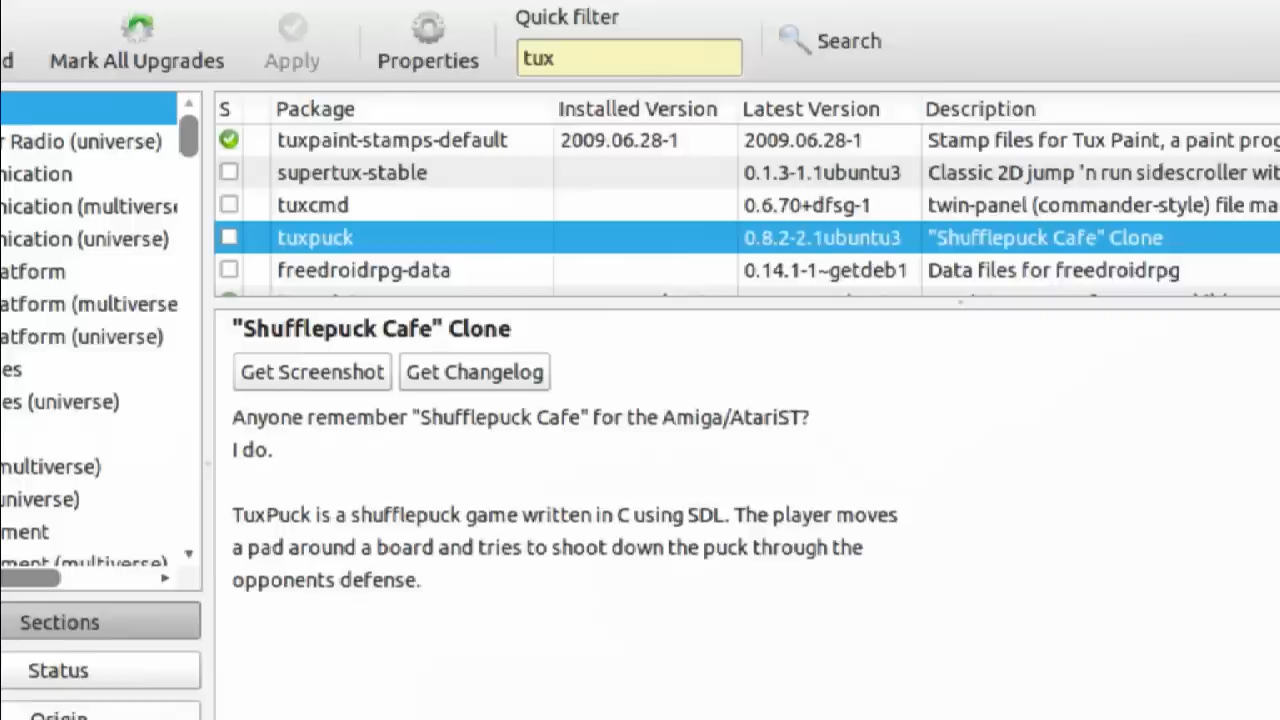 Quick filter
d Mark All Upgrades Apply Properties tux Search
S Package Installed Version Latest Version Description
r Radio (universe)
nication
nication (multivers
nication (universe)
atform
atform (multiverse
atform (universe)
es
es (universe)
multiverse)
universe)
ment
ment (multiverse)
Sections
Status
Origin
tuxpaint-stamps-default 2009.06.28-1 2009.06.28-1 Stamp files for Tux Paint, a paint prog
supertux-stable 0.1.3-1.1ubuntu3 Classic 2D jump 'n run sidescroller wit
tuxcmd 0.6.70+dfsg-1 twin-panel (commander-style) file ma
tuxpuck 0.8.2-2.1ubuntu3 "Shufflepuck Cafe" Clone
freedroidrpg-data 0.14.1-1~getdeb1 Data files for freedroidrpg
"Shufflepuck Cafe" Clone
Get Screenshot Get Changelog
Anyone remember "Shufflepuck Cafe" for the Amiga/AtariST?
I do.
TuxPuck is a shufflepuck game written in C using SDL. The player moves
a pad around a board and tries to shoot down the puck through the
opponents defense.